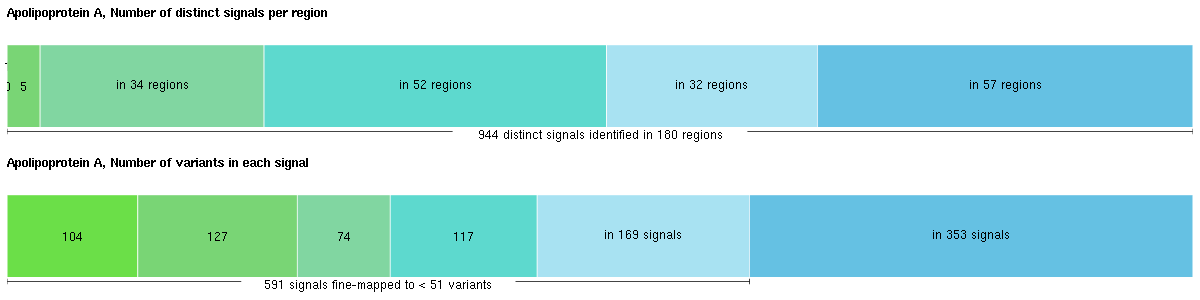 Apolipoprotein A, Number of distinct signals per region
5
in 34 regions
in 52 regions
in 32 regions
in 57 regions
944 distinct signals identified in 180 regions
Apolipoprotein A, Number of variants in each signal
104
127
74
117
in 169 signals
in 353 signals
591 signals fine-mapped to < 51 variants